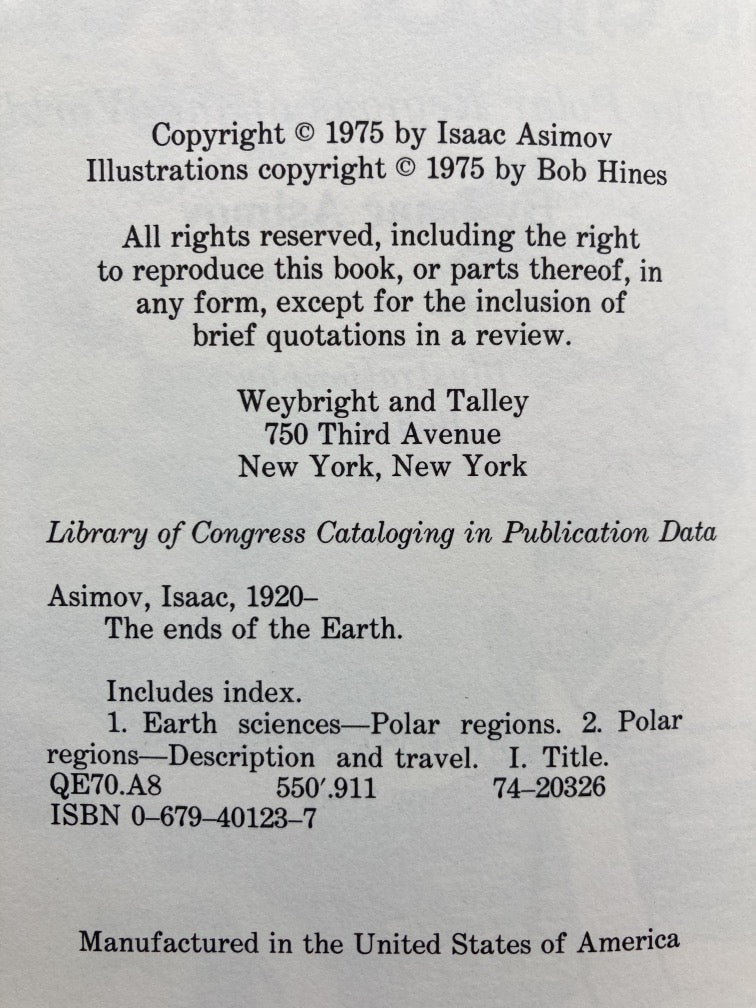 Copyright © 1975 by Isaac Asimov
Illustrations copyright © 1975 by Bob Hines
All rights reserved, including the right
to reproduce this book, or parts thereof, in
any form, except for the inclusion of
brief quotations in a review.
Weybright and Talley
750 Third Avenue
New York, New York
Library of Congress Cataloging in Publication Data
Asimov, Isaac, 1920–
The ends of the Earth.
Includes index.
1. Earth sciences—Polar regions. 2. Polar
regions—Description and travel. I. Title.
QE70.A8 550′.911 74–20326
ISBN 0–679–40123–7
Manufactured in the United States of America